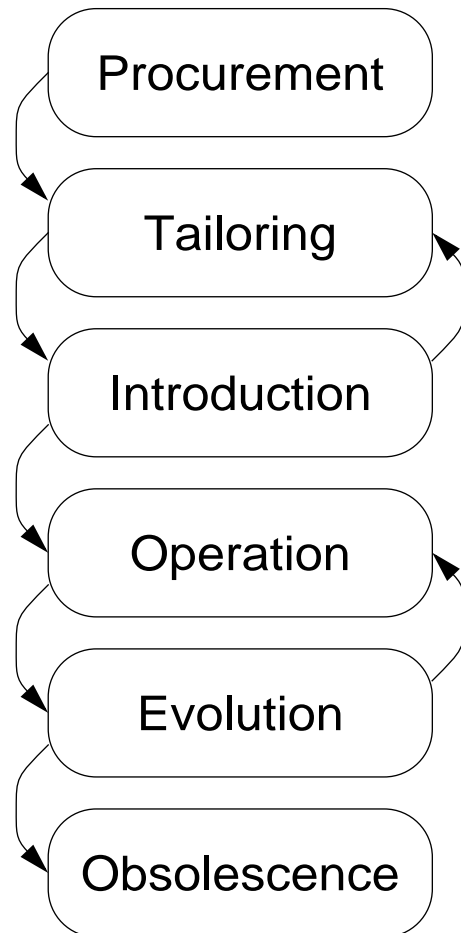 Procurement
Tailoring
Introduction
Operation
Evolution
Obsolescence